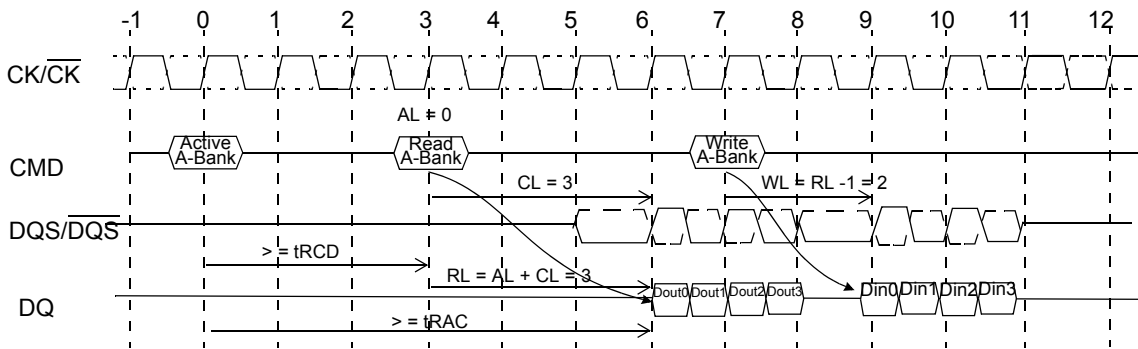 -1 0 1 2 3 4 5 6 7 8 9 10 11 12
CK/CK
AL = 0
Active
A-Bank
Read
A-Bank
Write
A-Bank
CMD
CL = 3
WL = RL -1 = 2
DQS/DQS
> = tRCD
RL = AL + CL = 3
DQ
Dout0 Dout1 Dout2 Dout3
Din0 Din1 Din2 Din3
> = tRAC